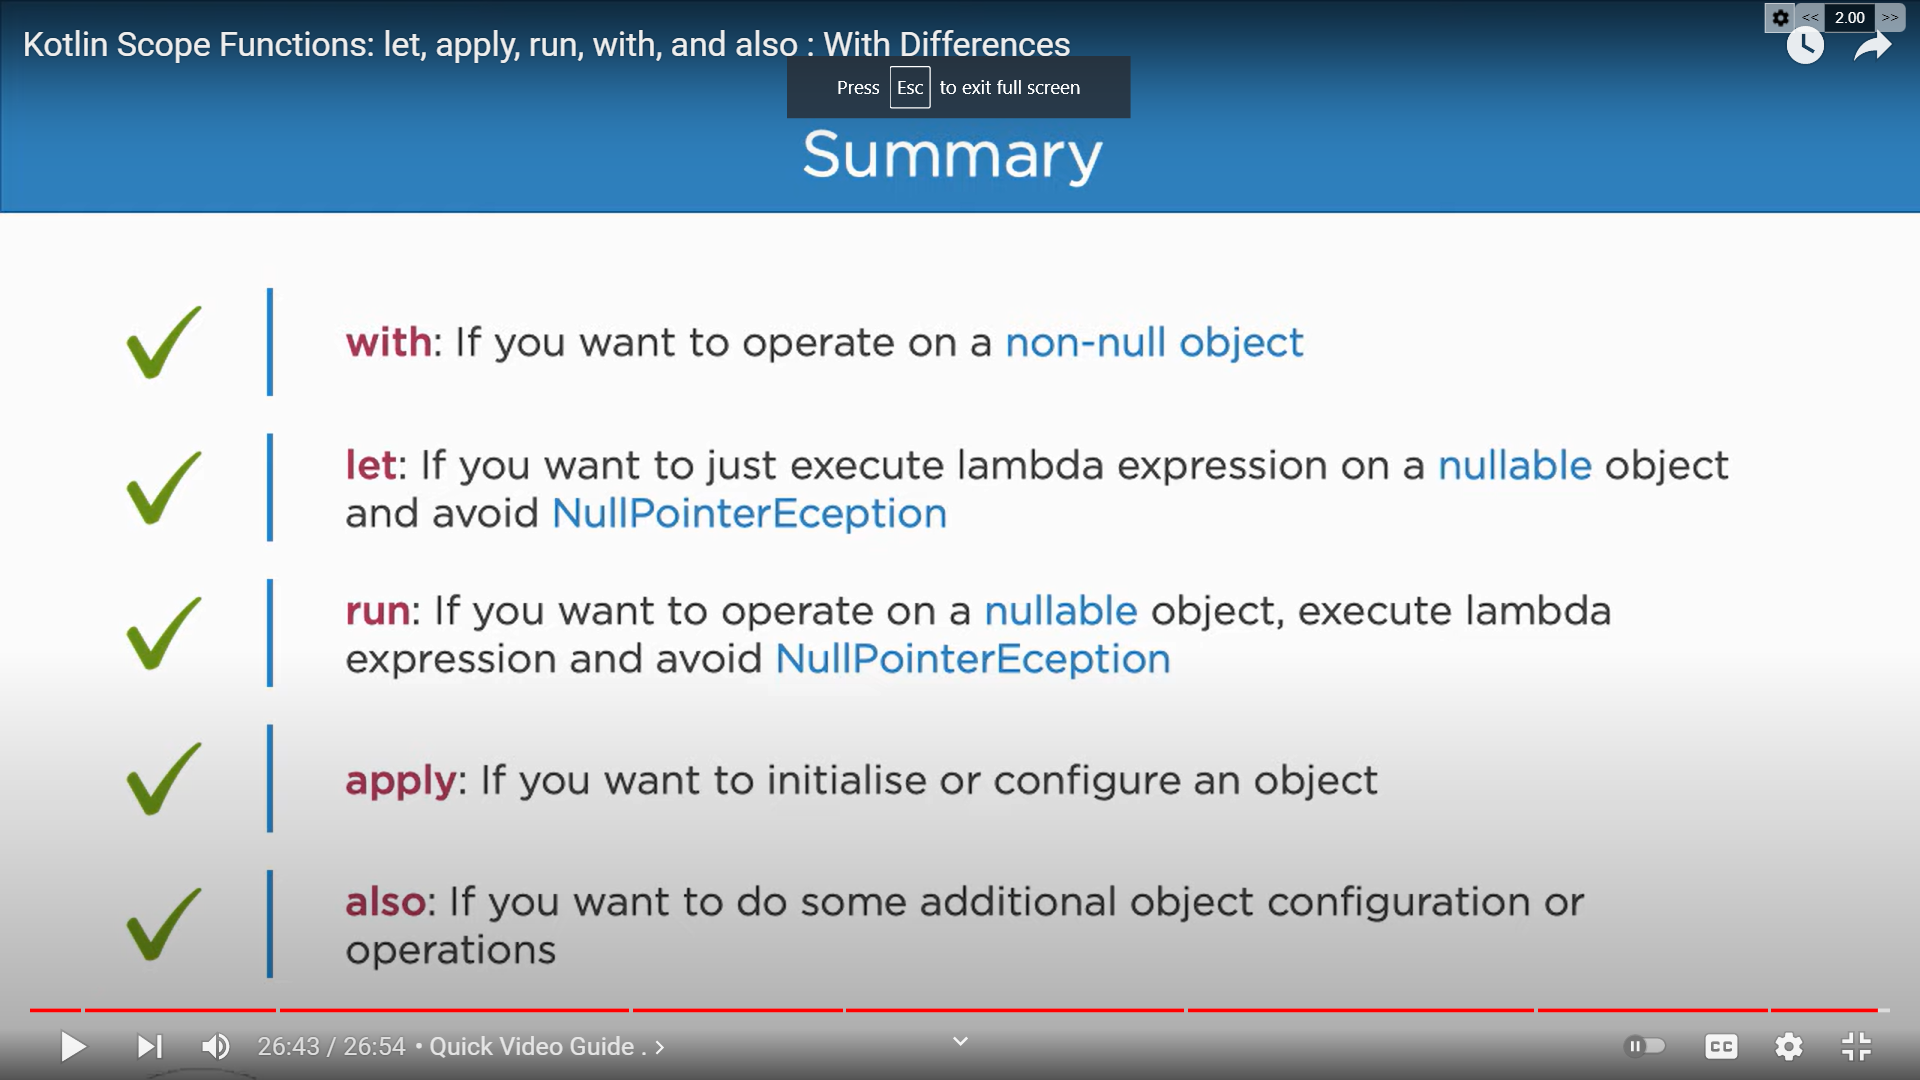 Kotlin Scope Functions: let, apply, run, with, and also : With Differences
<< 2.00 >>
Press Esc to exit full screen
Summary
with: If you want to operate on a non-null object
let: If you want to just execute lambda expression on a nullable object
and avoid NullPointerEception
run: If you want to operate on a nullable object, execute lambda
expression and avoid NullPointerEception
apply: If you want to initialise or configure an object
also: If you want to do some additional object configuration or
operations
26:43 / 26:54 • Quick Video Guide . >
CC